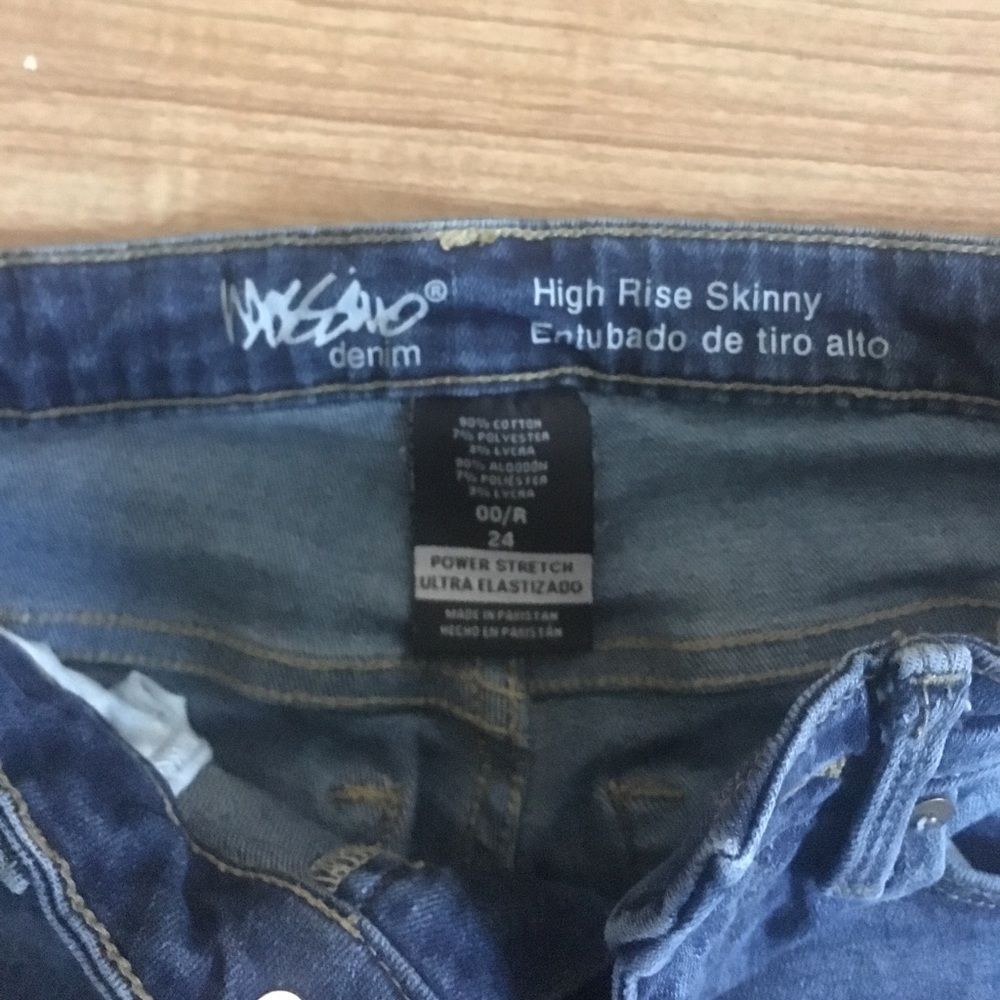 mossimo®
denim
High Rise Skinny
Entubado de tiro alto
90% COTTON
7% POLYESTER
3% LYCRA
90% ALGODÓN
7% POLIÉSTER
3% LYCRA
00/R
24
POWER STRETCH
ULTRA ELASTIZADO
MADE IN PAKISTAN
HECHO EN PAKISTÁN